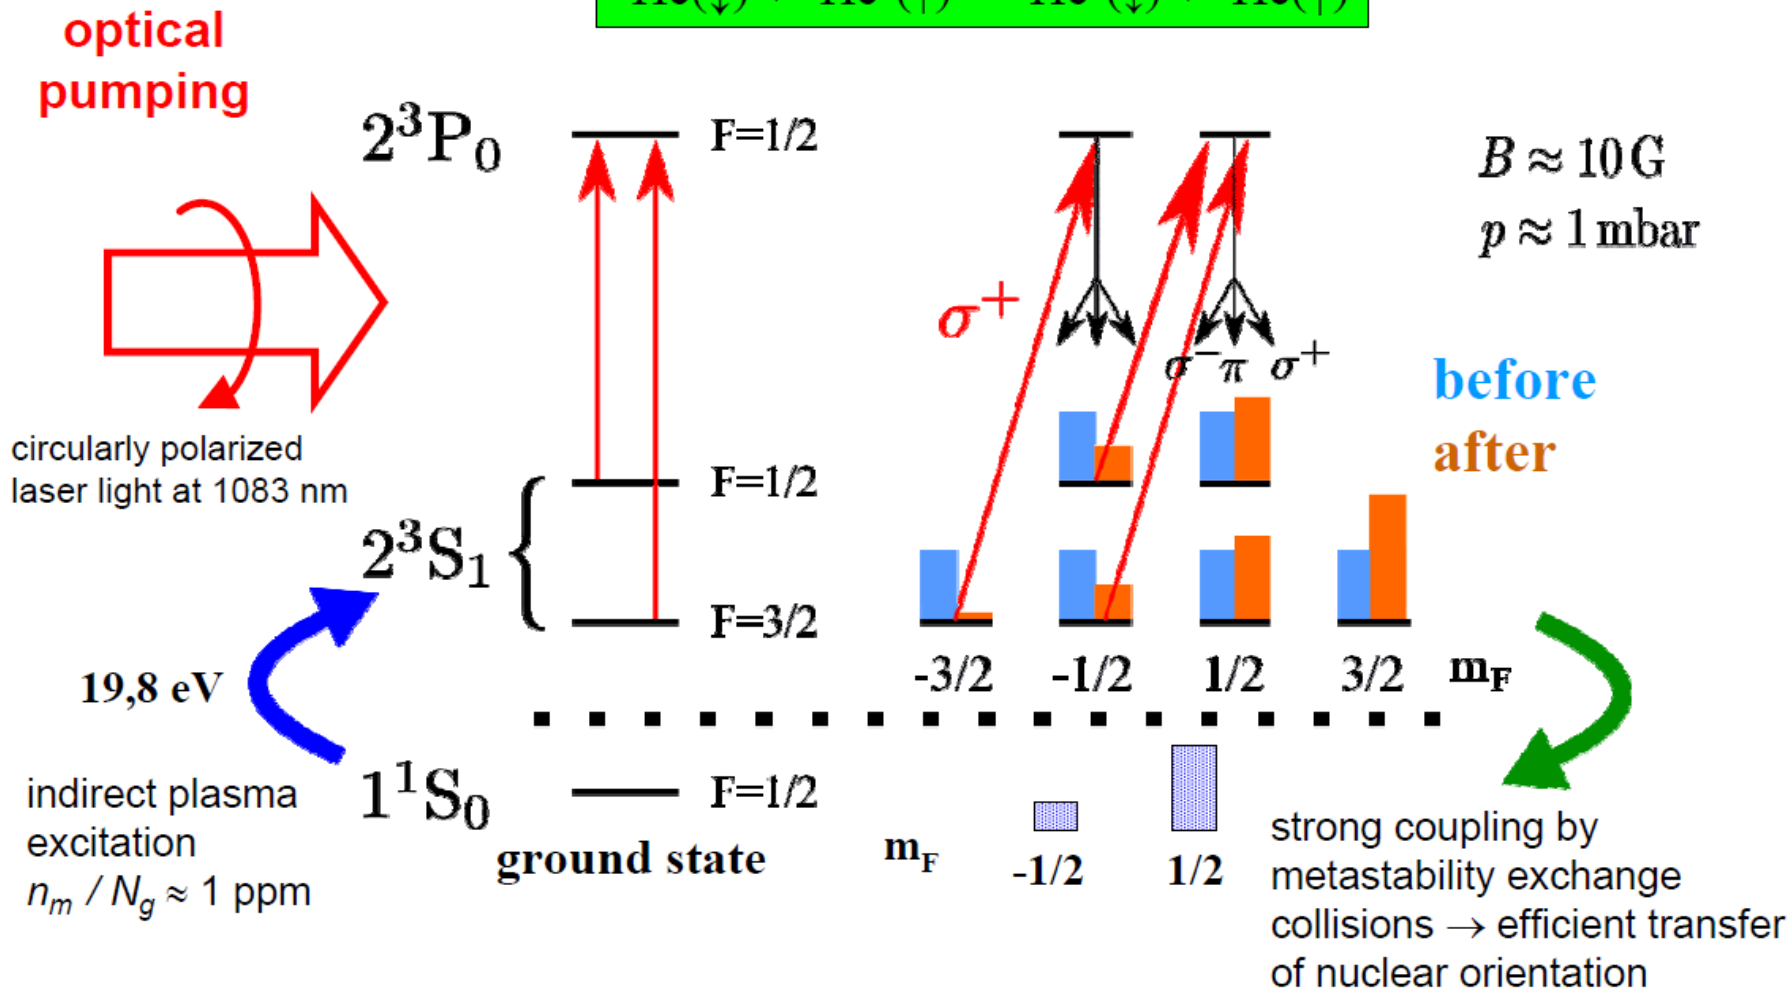 optical
pumping
2³P₀
F=1/2
B ≈ 10 G
p ≈ 1 mbar
σ⁺
σ⁻ π σ⁺
before
after
circularly polarized
laser light at 1083 nm
F=1/2
2³S₁
F=3/2
-3/2 -1/2 1/2 3/2 m_F
19,8 eV
1¹S₀
F=1/2
ground state
m_F
-1/2 1/2
indirect plasma
excitation
n_m / N_g ≈ 1 ppm
strong coupling by
metastability exchange
collisions → efficient transfer
of nuclear orientation